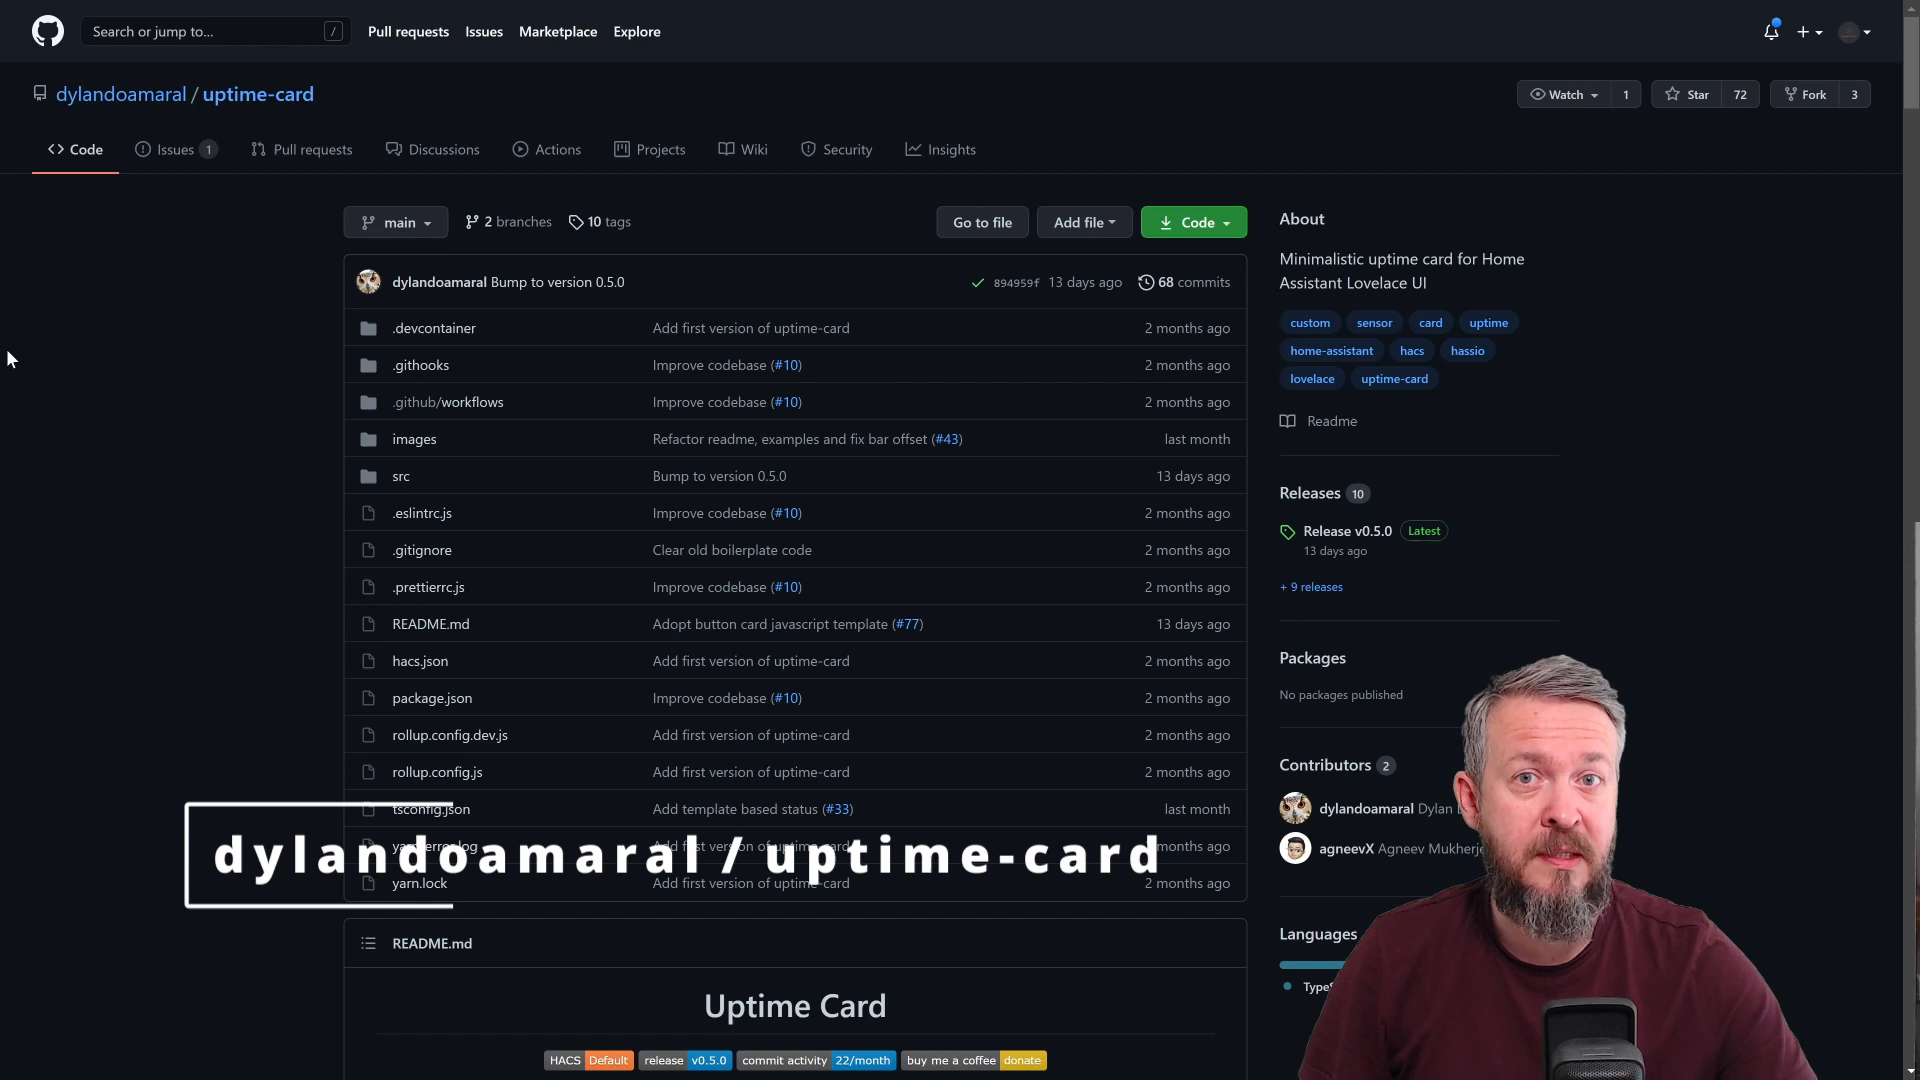 Search or jump to... /
Pull requests Issues Marketplace Explore
dylandoamaral / uptime-card
Watch 1 Star 72 Fork 3
Code Issues 1 Pull requests Discussions Actions Projects Wiki Security Insights
main 2 branches 10 tags Go to file Add file Code
dylandoamaral Bump to version 0.5.0 894959f 13 days ago 68 commits
.devcontainer Add first version of uptime-card 2 months ago
.githooks Improve codebase (#10) 2 months ago
.github/workflows Improve codebase (#10) 2 months ago
images Refactor readme, examples and fix bar offset (#43) last month
src Bump to version 0.5.0 13 days ago
.eslintrc.js Improve codebase (#10) 2 months ago
.gitignore Clear old boilerplate code 2 months ago
.prettierrc.js Improve codebase (#10) 2 months ago
README.md Adopt button card javascript template (#77) 13 days ago
hacs.json Add first version of uptime-card 2 months ago
package.json Improve codebase (#10) 2 months ago
rollup.config.dev.js Add first version of uptime-card 2 months ago
rollup.config.js Add first version of uptime-card 2 months ago
tsconfig.json Add template based status (#33) last month
months ago
dylandoamaral / uptime-card
yarn.lock Add first version of uptime-card 2 months ago
README.md
Uptime Card
HACS Default release v0.5.0 commit activity 22/month buy me a coffee donate
About
Minimalistic uptime card for Home
Assistant Lovelace UI
custom sensor card uptime
home-assistant hacs hassio
lovelace uptime-card
Readme
Releases 10
Release v0.5.0 Latest
13 days ago
+ 9 releases
Packages
No packages published
Contributors 2
dylandoamaral Dylan
agneevX Agneev Mukherje
Languages